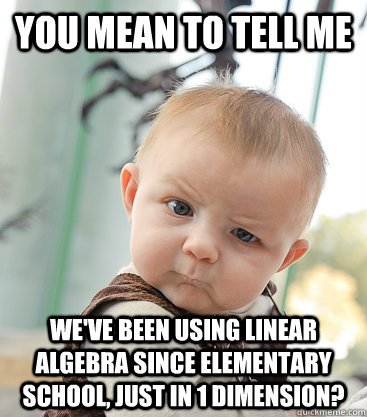 YOU MEAN TO TELL ME
WE'VE BEEN USING LINEAR
ALGEBRA SINCE ELEMENTARY
SCHOOL, JUST IN 1 DIMENSION?
quickmeme.com